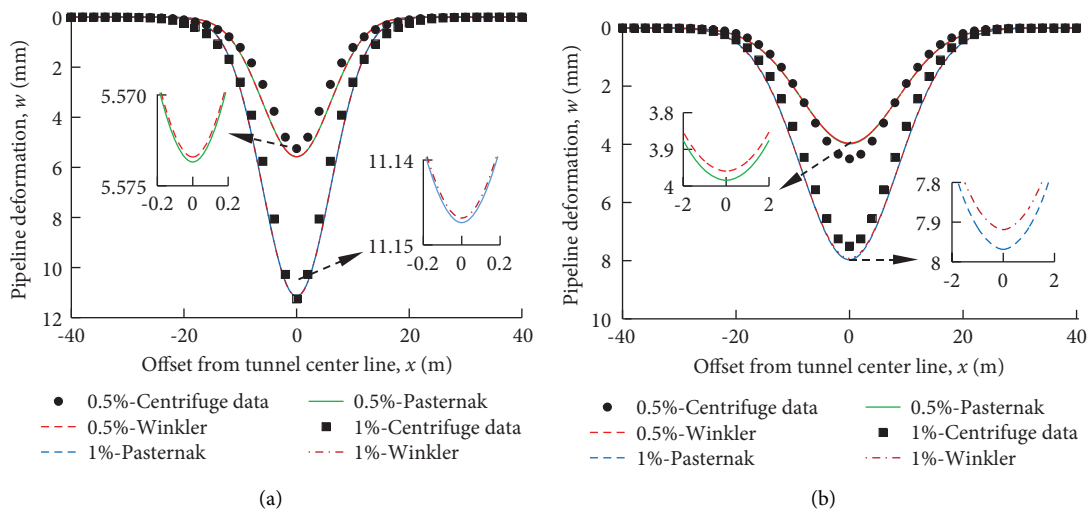 (a)
0
2
4
6
8
10
12
Pipeline deformation, w (mm)
-40
-20
0
20
40
Offset from tunnel center line, x (m)
5.570
5.575
-0.2
0
0.2
11.14
11.15
-0.2
0
0.2
0.5%-Centrifuge data
0.5%-Winkler
1%-Pasternak
0.5%-Pasternak
1%-Centrifuge data
1%-Winkler
(a)
(b)
0
2
4
6
8
10
Pipeline deformation, w (mm)
-40
-20
0
20
40
Offset from tunnel center line, x (m)
3.8
3.9
4
-2
0
2
7.8
7.9
8
-2
0
2
0.5%-Centrifuge data
0.5%-Winkler
1%-Pasternak
0.5%-Pasternak
1%-Centrifuge data
1%-Winkler
(b)